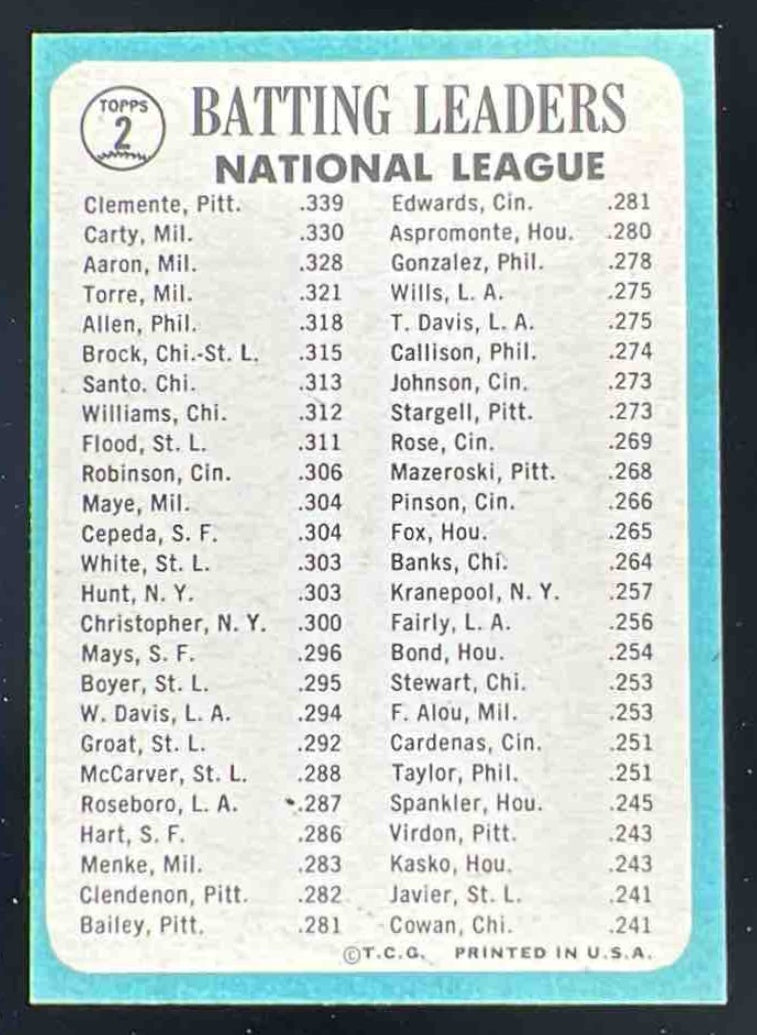 TOPPS
2
BATTING LEADERS
NATIONAL LEAGUE
Clemente, Pitt. .339
Carty, Mil. .330
Aaron, Mil. .328
Torre, Mil. .321
Allen, Phil. .318
Brock, Chi.-St. L. .315
Santo. Chi. .313
Williams, Chi. .312
Flood, St. L. .311
Robinson, Cin. .306
Maye, Mil. .304
Cepeda, S. F. .304
White, St. L. .303
Hunt, N. Y. .303
Christopher, N. Y. .300
Mays, S. F. .296
Boyer, St. L. .295
W. Davis, L. A. .294
Groat, St. L. .292
McCarver, St. L. .288
Roseboro, L. A. .287
Hart, S. F. .286
Menke, Mil. .283
Clendenon, Pitt. .282
Bailey, Pitt. .281
Edwards, Cin. .281
Aspromonte, Hou. .280
Gonzalez, Phil. .278
Wills, L. A. .275
T. Davis, L. A. .275
Callison, Phil. .274
Johnson, Cin. .273
Stargell, Pitt. .273
Rose, Cin. .269
Mazeroski, Pitt. .268
Pinson, Cin. .266
Fox, Hou. .265
Banks, Chi. .264
Kranepool, N. Y. .257
Fairly, L. A. .256
Bond, Hou. .254
Stewart, Chi. .253
F. Alou, Mil. .253
Cardenas, Cin. .251
Taylor, Phil. .251
Spankler, Hou. .245
Virdon, Pitt. .243
Kasko, Hou. .243
Javier, St. L. .241
Cowan, Chi. .241
©T.C.G. PRINTED IN U.S.A.